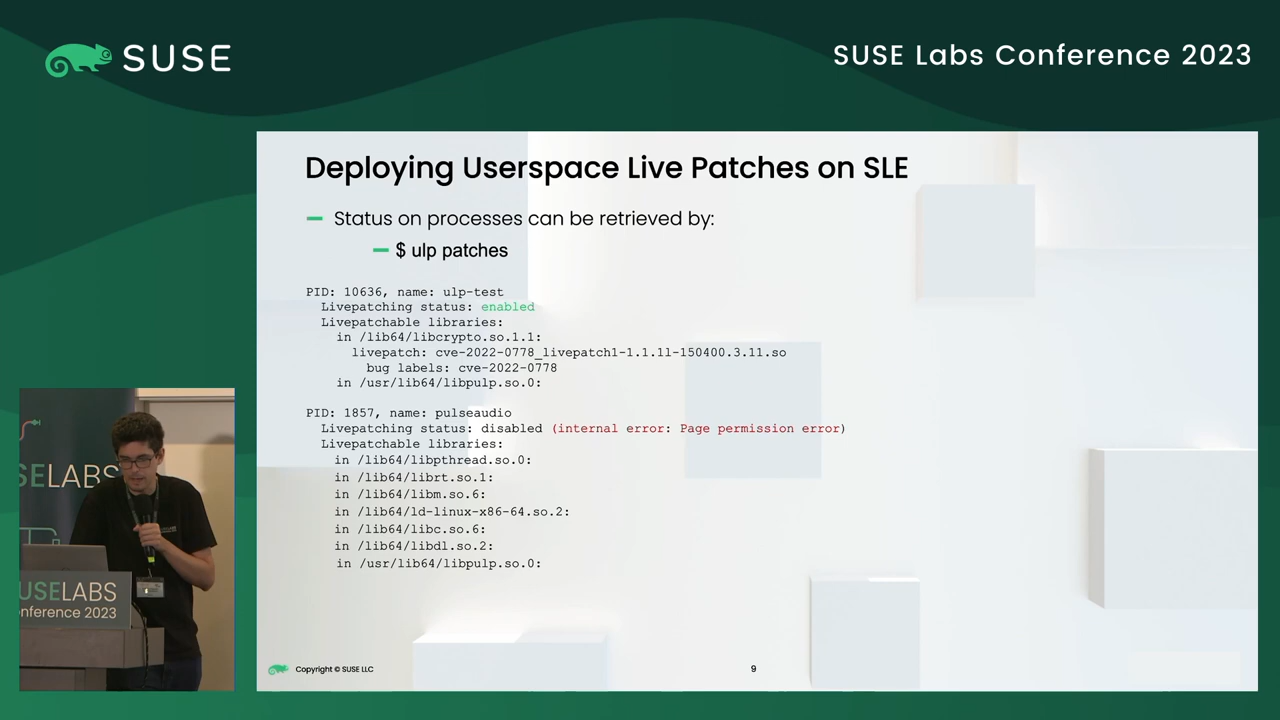 SUSE
SUSE Labs Conference 2023
Deploying Userspace Live Patches on SLE
Status on processes can be retrieved by:
$ ulp patches
PID: 10636, name: ulp-test
Livepatching status: enabled
Livepatchable libraries:
in /lib64/libcrypto.so.1.1:
livepatch: cve-2022-0778_livepatch1-1.1.1l-150400.3.11.so
bug labels: cve-2022-0778
in /usr/lib64/libpulp.so.0:
PID: 1857, name: pulseaudio
Livepatching status: disabled (internal error: Page permission error)
Livepatchable libraries:
in /lib64/libpthread.so.0:
in /lib64/librt.so.1:
in /lib64/libm.so.6:
in /lib64/ld-linux-x86-64.so.2:
in /lib64/libc.so.6:
in /lib64/libdl.so.2:
in /usr/lib64/libpulp.so.0:
SELABS
USELABS
nference 2023
Copyright © SUSE LLC
9